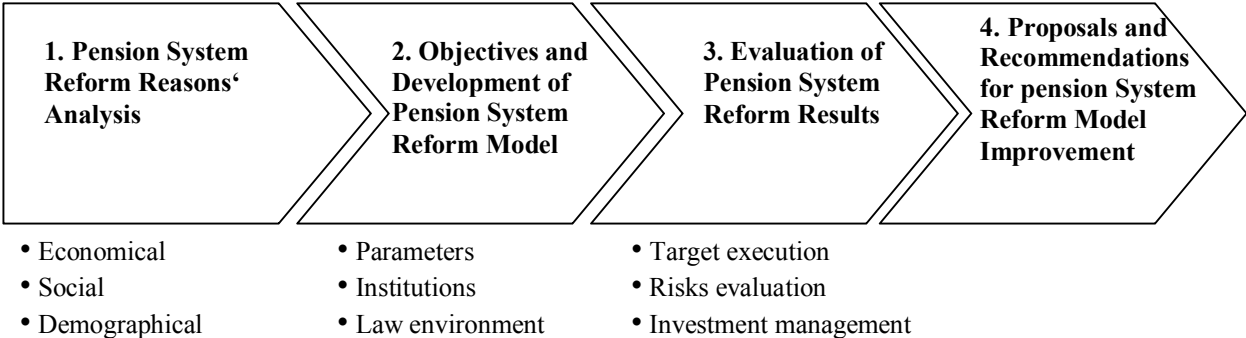 1. Pension System
Reform Reasons‘
Analysis
2. Objectives and
Development of
Pension System
Reform Model
3. Evaluation of
Pension System
Reform Results
4. Proposals and
Recommendations
for pension System
Reform Model
Improvement
• Economical
• Social
• Demographical
• Parameters
• Institutions
• Law environment
• Target execution
• Risks evaluation
• Investment management